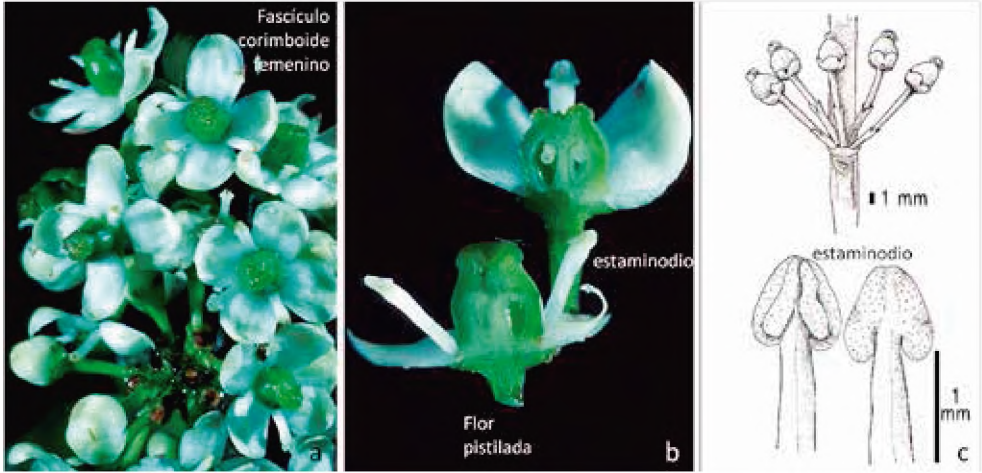 Fascículo
corimboide
femenino
a
estaminodio
Flor
pistilada
b
1 mm
estaminodio
1
mm
c